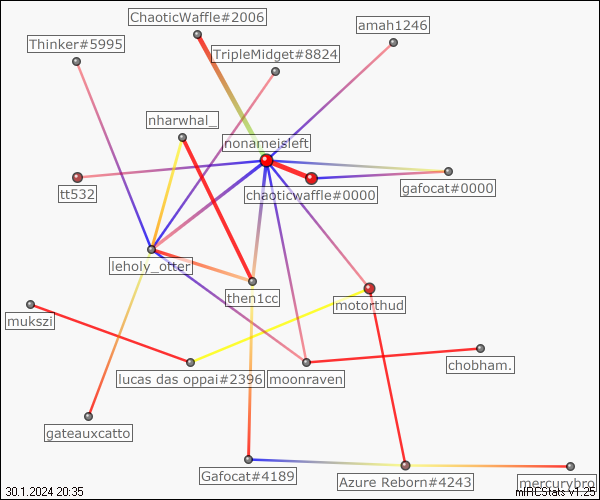 ChaoticWaffle#2006
amah1246
Thinker#5995
TripleMidget#8824
nharwhal_
nonameisleft
tt532
chaoticwaffle#0000
gafocat#0000
leholy_otter
then1cc
motorthud
mukszi
chobham.
lucas das oppai#2396
moonraven
gateauxcatto
Gafocat#4189
Azure Reborn#4243
mercurybro
30.1.2024 20:35
mIRCStats v1.25